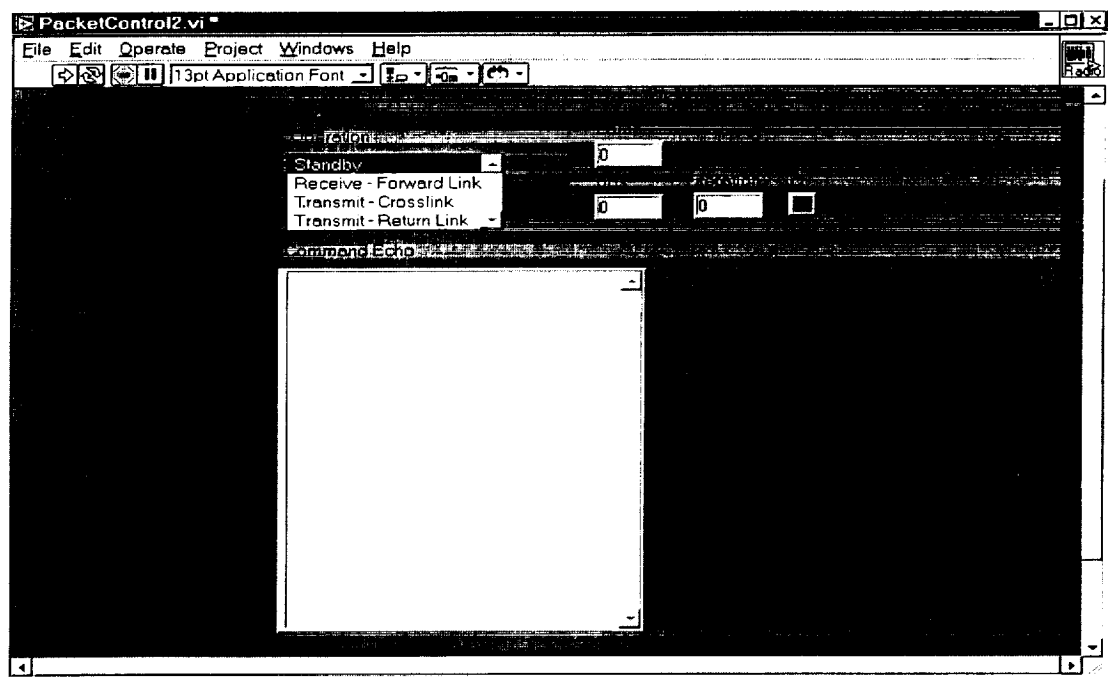 PacketControl2.vi *
File Edit Operate Project Windows Help
13pt Application Font
Radio
Operation
0
Standby
Receive - Forward Link
Transmit - Crosslink
Transmit - Return Link
0
0
Command Echo